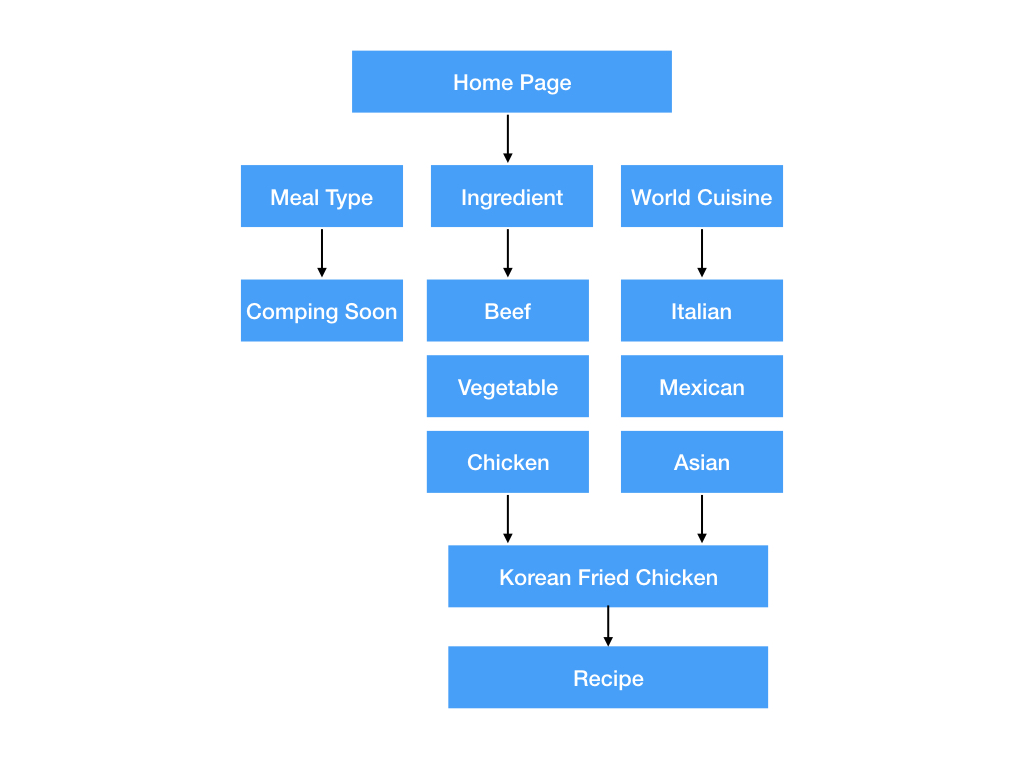 Home Page
Meal Type
Ingredient
World Cuisine
Comping Soon
Beef
Italian
Vegetable
Mexican
Chicken
Asian
Korean Fried Chicken
Recipe